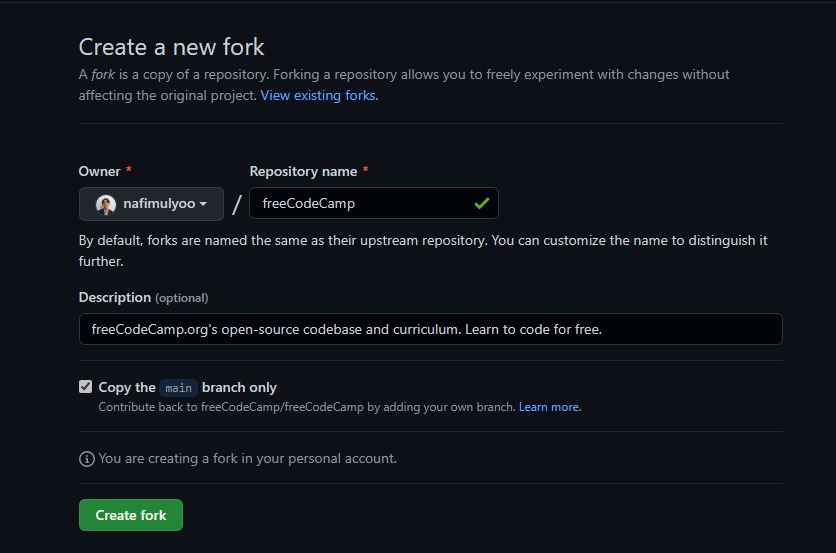 Create a new fork
A fork is a copy of a repository. Forking a repository allows you to freely experiment with changes without
affecting the original project. View existing forks.
Owner * Repository name *
nafimulyoo / freeCodeCamp
By default, forks are named the same as their upstream repository. You can customize the name to distinguish it
further.
Description (optional)
freeCodeCamp.org's open-source codebase and curriculum. Learn to code for free.
Copy the main branch only
Contribute back to freeCodeCamp/freeCodeCamp by adding your own branch. Learn more.
You are creating a fork in your personal account.
Create fork